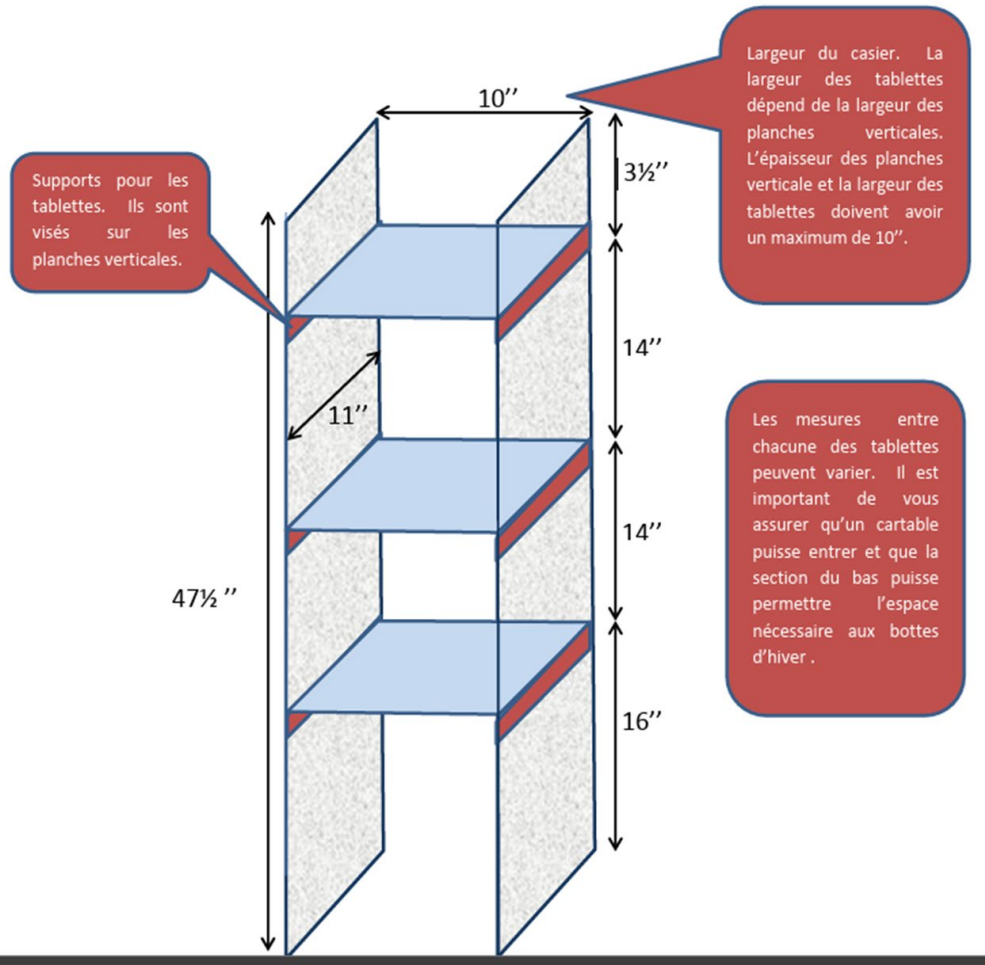 10’’
Largeur du casier. La
largeur des tablettes
dépend de la largeur des
planches verticales.
L’épaisseur des planches
verticale et la largeur des
tablettes doivent avoir
un maximum de 10’’.
3½’’
Supports pour les
tablettes. Ils sont
visés sur les
planches verticales.
14’’
11’’
Les mesures entre
chacune des tablettes
peuvent varier. Il est
important de vous
assurer qu’un cartable
puisse entrer et que la
section du bas puisse
permettre l’espace
nécessaire aux bottes
d’hiver .
14’’
47½ ’’
16’’